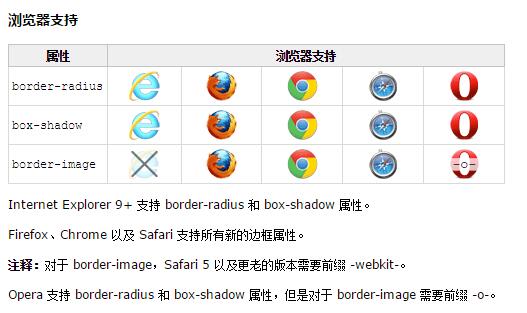 浏览器支持
属性 浏览器支持
border-radius
box-shadow
border-image -o-
Internet Explorer 9+ 支持 border-radius 和 box-shadow 属性。
Firefox、Chrome 以及 Safari 支持所有新的边框属性。
注释：对于 border-image，Safari 5 以及更老的版本需要前缀 -webkit-。
Opera 支持 border-radius 和 box-shadow 属性，但是对于 border-image 需要前缀 -o-。